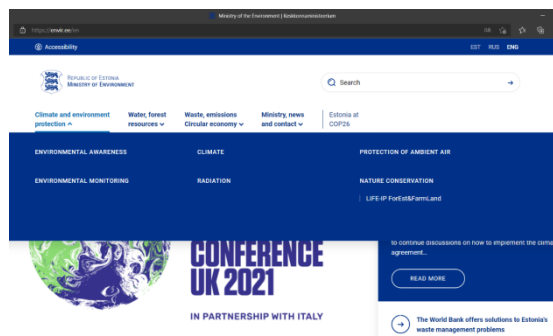 Ministry of the Environment | Keskkonnaministeerium
https://envir.ee/en
Accessibility
EST RUS ENG
REPUBLIC OF ESTONIA
MINISTRY OF ENVIRONMENT
Search
Climate and environment
protection
Water, forest
resources
Waste, emissions
Circular economy
Ministry, news
and contact
Estonia at
COP26
ENVIRONMENTAL AWARENESS
CLIMATE
PROTECTION OF AMBIENT AIR
ENVIRONMENTAL MONITORING
RADIATION
NATURE CONSERVATION
LIFE-IP ForEst&FarmLand
CONFERENCE
UK 2021
IN PARTNERSHIP WITH ITALY
to continue discussions on how to implement the clima
agreement...
READ MORE
The World Bank offers solutions to Estonia's
waste management problems